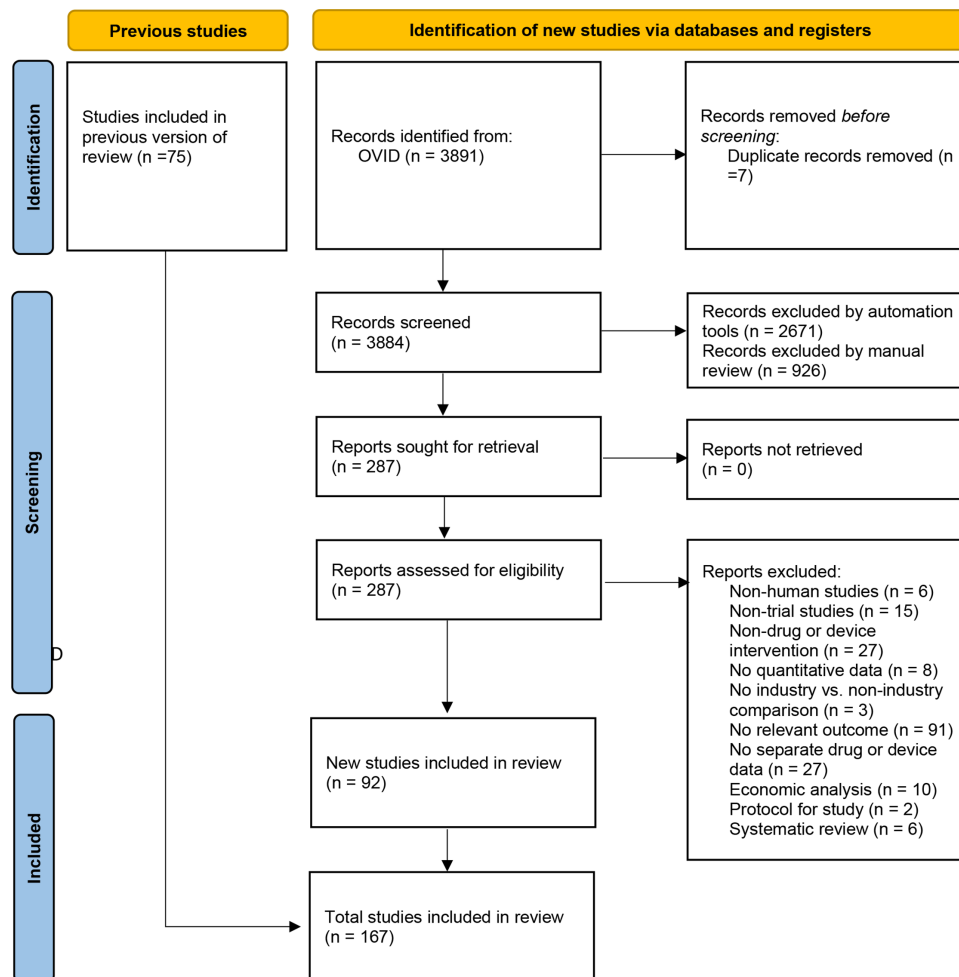 Previous studies
Identification of new studies via databases and registers
Identification
Studies included in
previous version of
review (n =75)
Records identified from:
OVID (n = 3891)
Records removed before
screening:
Duplicate records removed (n
=7)
Screening
Records screened
(n = 3884)
Records excluded by automation
tools (n = 2671)
Records excluded by manual
review (n = 926)
Reports sought for retrieval
(n = 287)
Reports not retrieved
(n = 0)
Reports assessed for eligibility
(n = 287)
Reports excluded:
Non-human studies (n = 6)
Non-trial studies (n = 15)
Non-drug or device
intervention (n = 27)
No quantitative data (n = 8)
No industry vs. non-industry
comparison (n = 3)
No relevant outcome (n = 91)
No separate drug or device
data (n = 27)
Economic analysis (n = 10)
Protocol for study (n = 2)
Systematic review (n = 6)
D
Included
New studies included in review
(n = 92)
Total studies included in review
(n = 167)